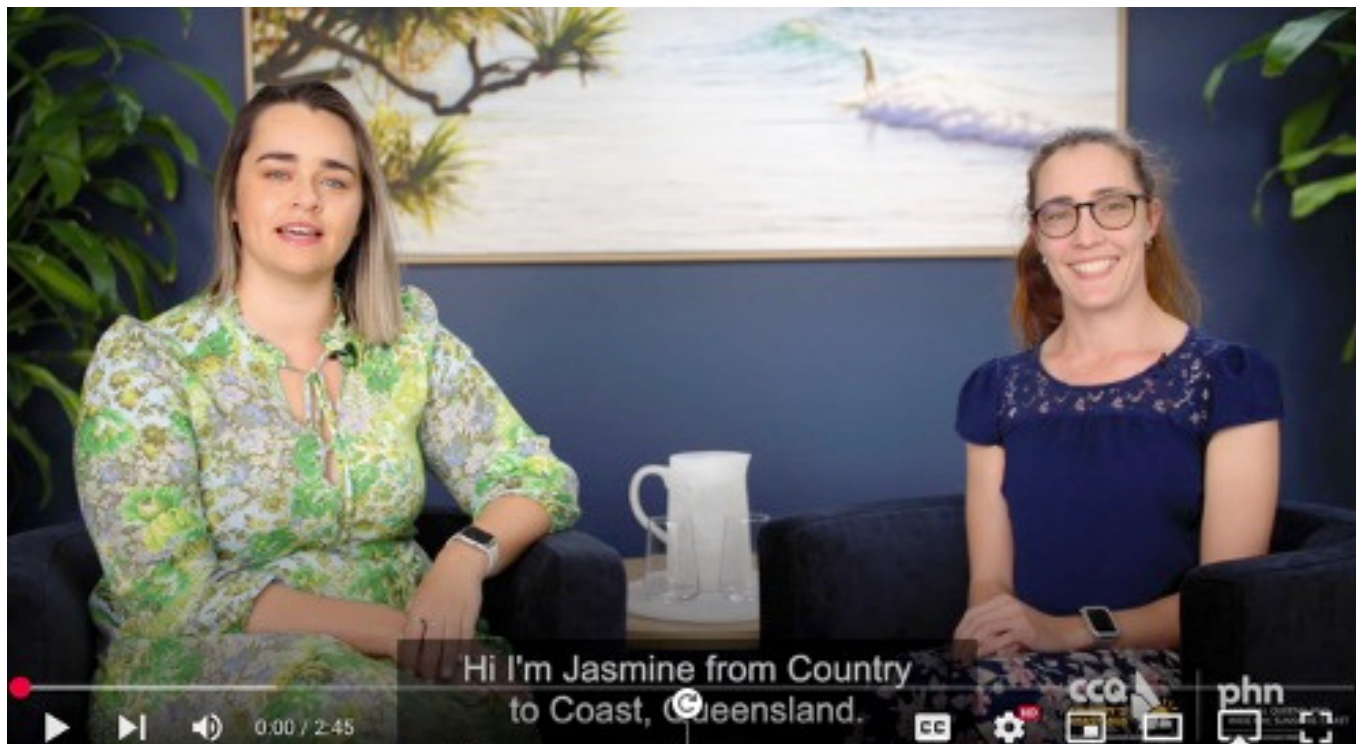 Hi I'm Jasmine from Country
to Coast, Queensland.
0:00 / 2:45
CC
HD
ccq
phn